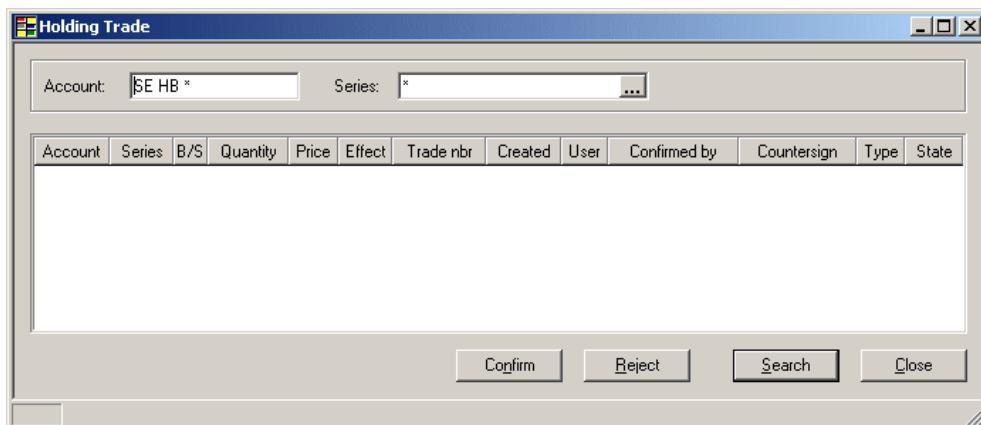 Holding Trade
Account: SE HB * Series: * ...
Account Series B/S Quantity Price Effect Trade nbr Created User Confirmed by Countersign Type State
Confirm Reject Search Close